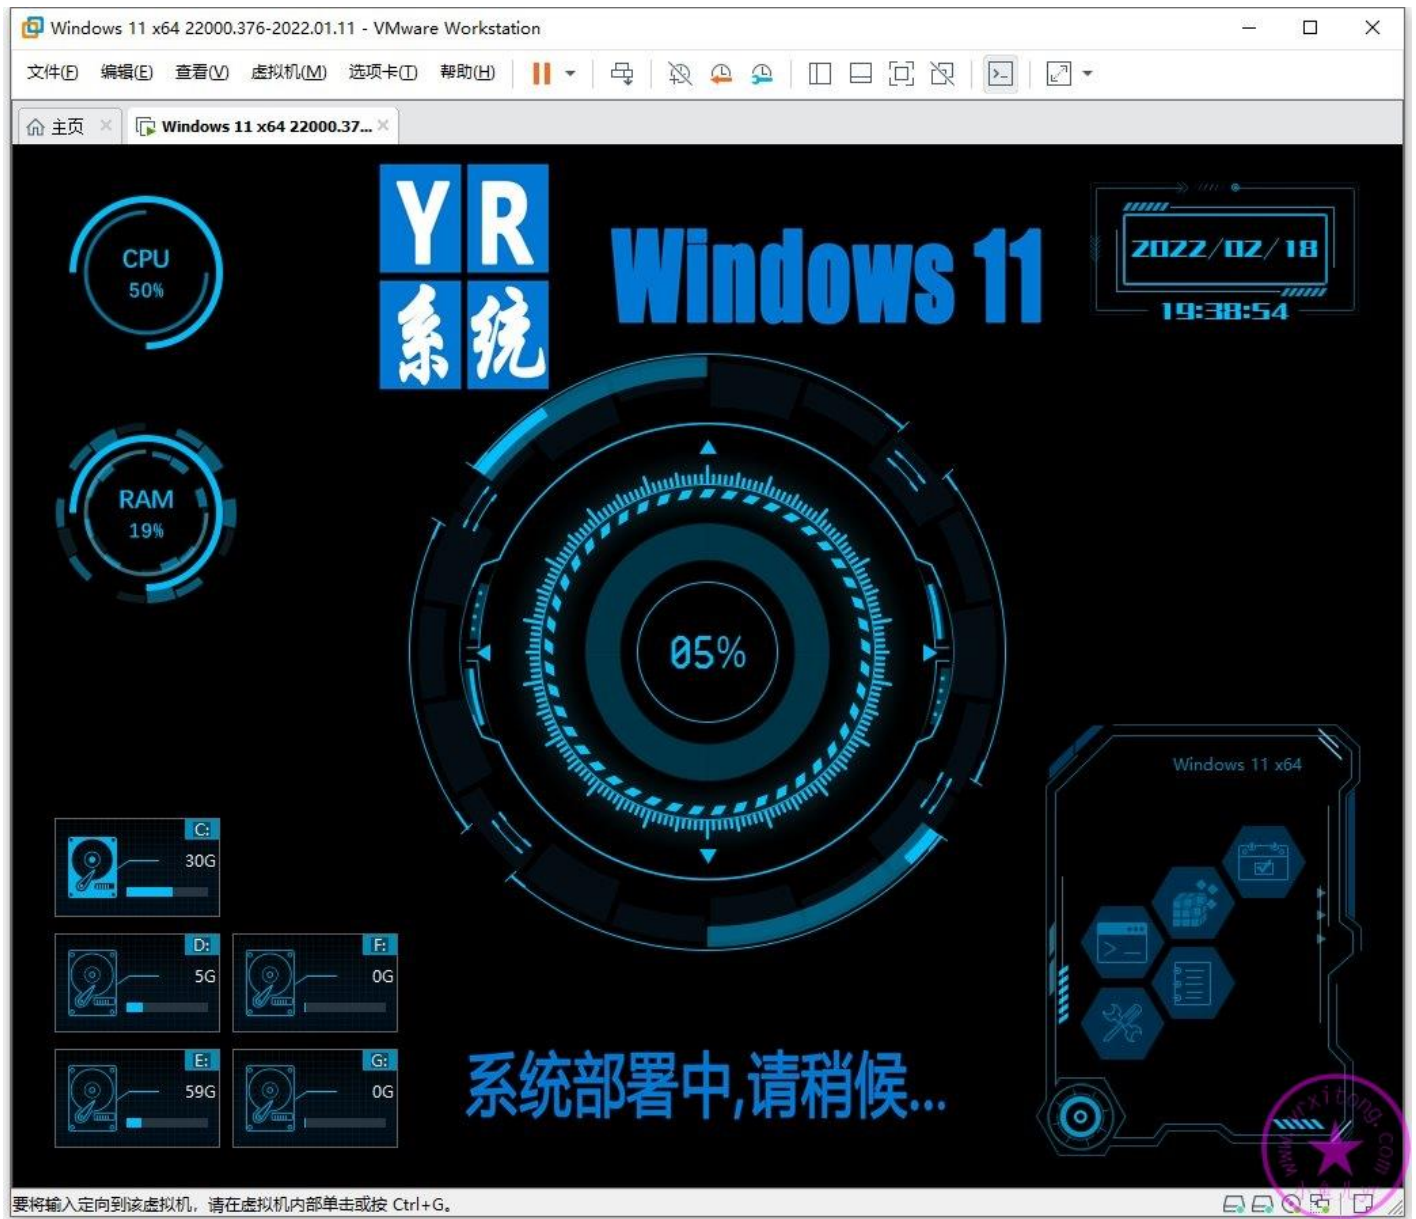 Windows 11 x64 22000.376-2022.01.11 - VMware Workstation
文件(F) 编辑(E) 查看(V) 虚拟机(M) 选项卡(T) 帮助(H)
主页 Windows 11 x64 22000.37...
YR
系统
Windows 11
2022/02/18
19:38:54
CPU
50%
RAM
19%
05%
Windows 11 x64
C:
30G
D:
5G
F:
0G
E:
59G
G:
0G
系统部署中,请稍候...
要将输入定向到该虚拟机，请在虚拟机内部单击或按 Ctrl+G。